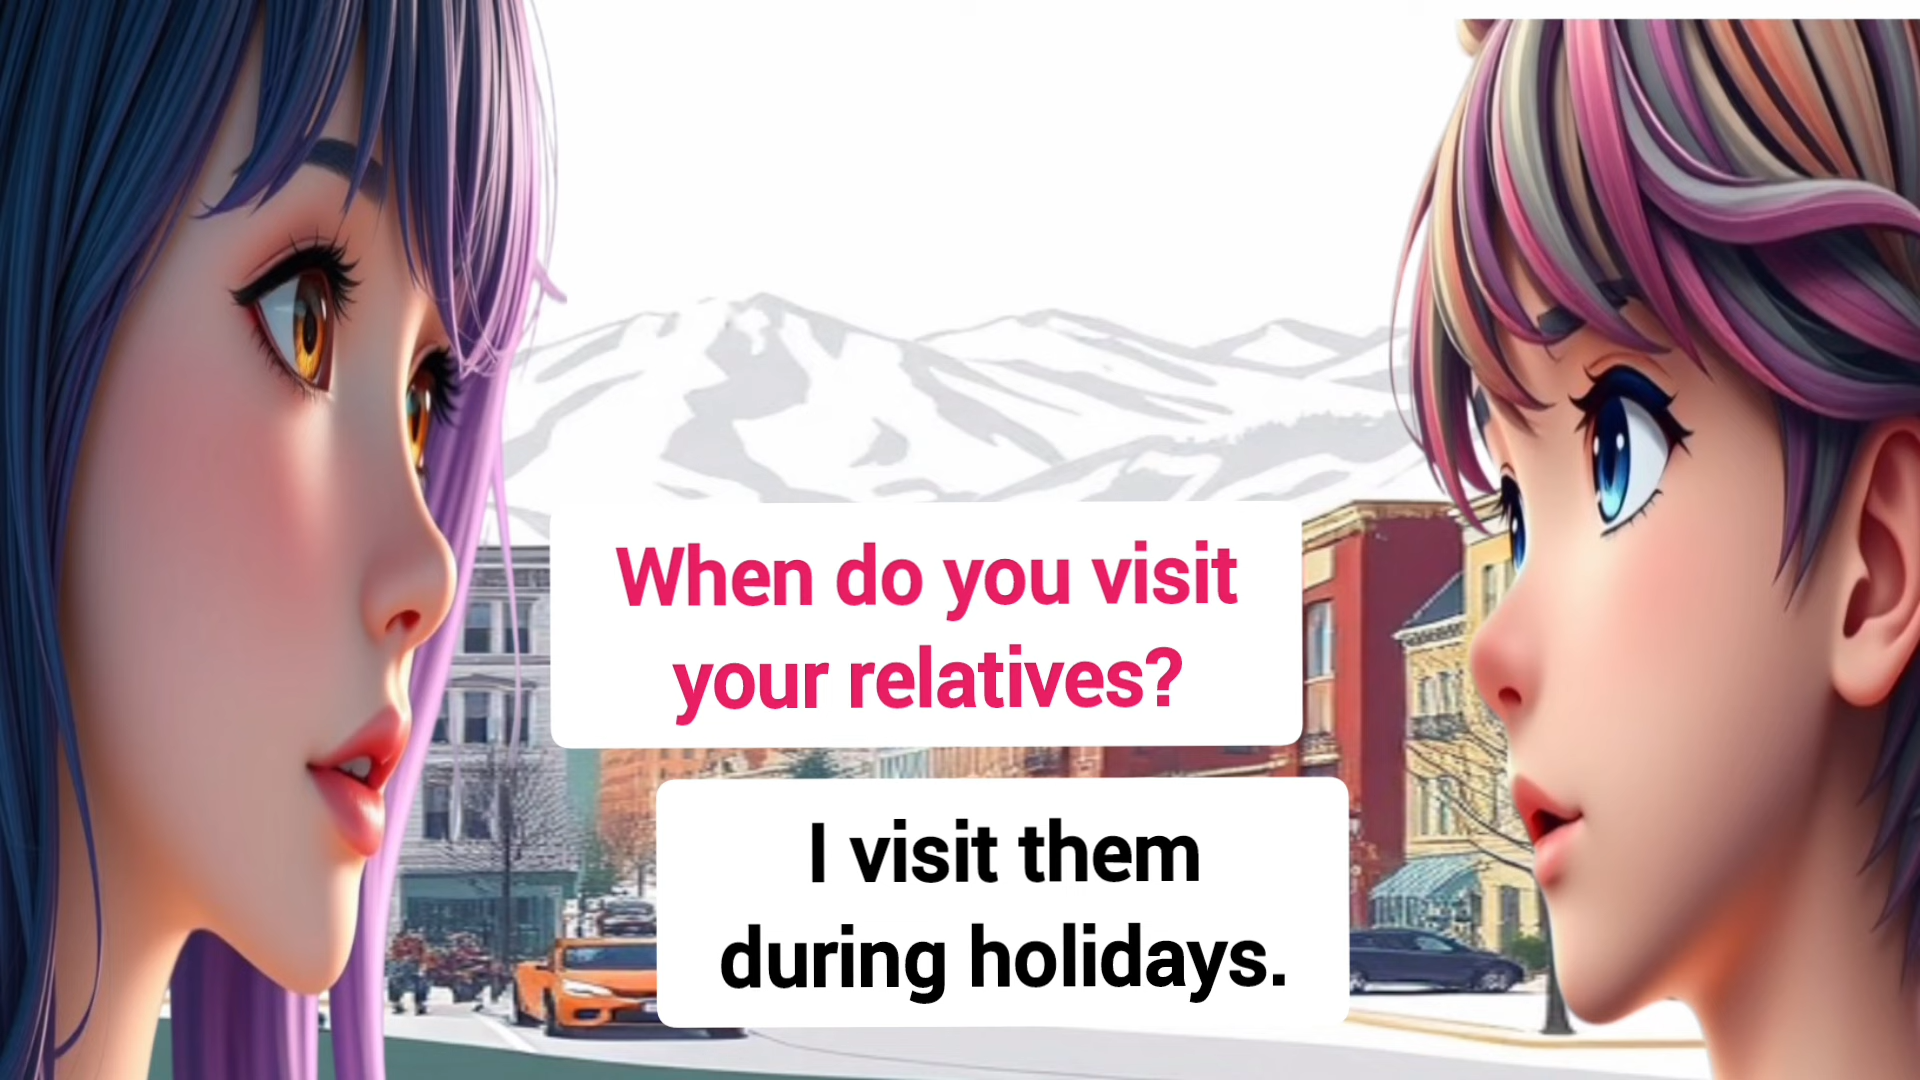 When do you visit
your relatives?
I visit them
during holidays.